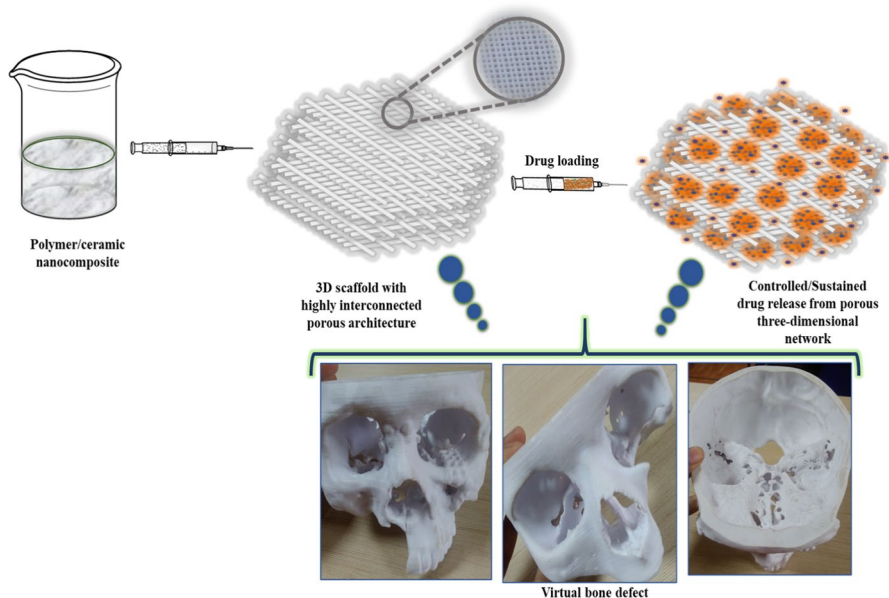 Polymer/ceramic
nanocomposite
3D scaffold with
highly interconnected
porous architecture
Drug loading
Controlled/Sustained
drug release from porous
three-dimensional
network
Virtual bone defect